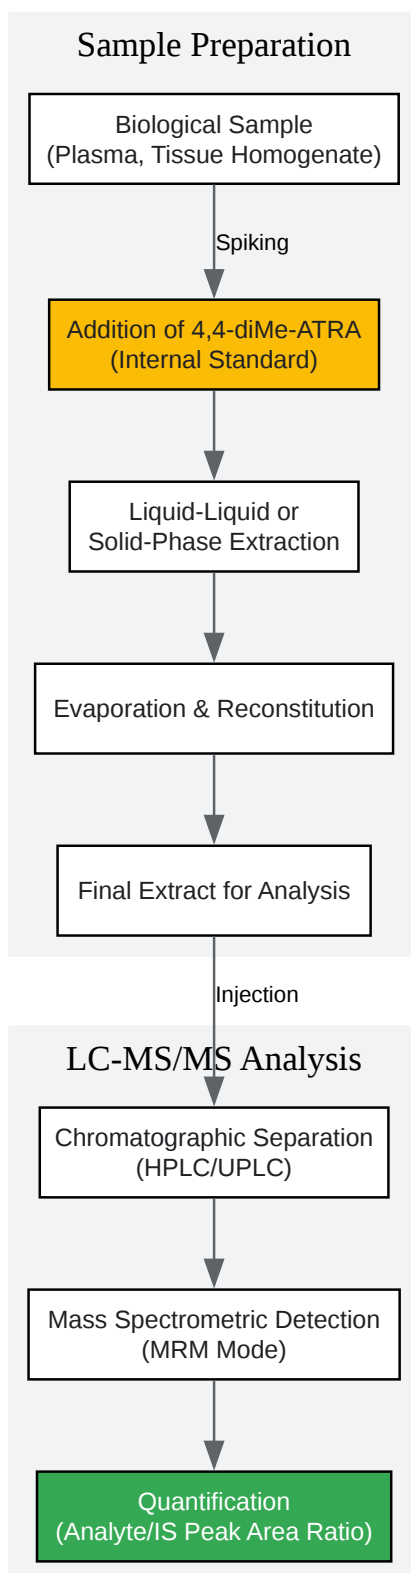 Sample Preparation
Biological Sample
(Plasma, Tissue Homogenate)
Spiking
Addition of 4,4-diMe-ATRA
(Internal Standard)
Liquid-Liquid or
Solid-Phase Extraction
Evaporation & Reconstitution
Final Extract for Analysis
Injection
LC-MS/MS Analysis
Chromatographic Separation
(HPLC/UPLC)
Mass Spectrometric Detection
(MRM Mode)
Quantification
(Analyte/IS Peak Area Ratio)